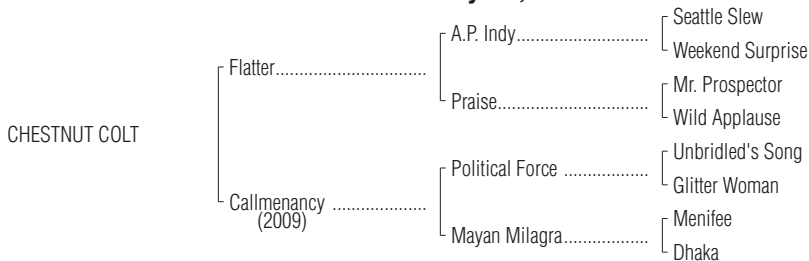 Seattle Slew
A.P. Indy..............................
Weekend Surprise
Flatter..................................
Mr. Prospector
Praise..................................
Wild Applause
CHESTNUT COLT
Unbridled's Song
Political Force ...................
Glitter Woman
Callmenancy .....................
(2009)
Menifee
Mayan Milagra...................
Dhaka